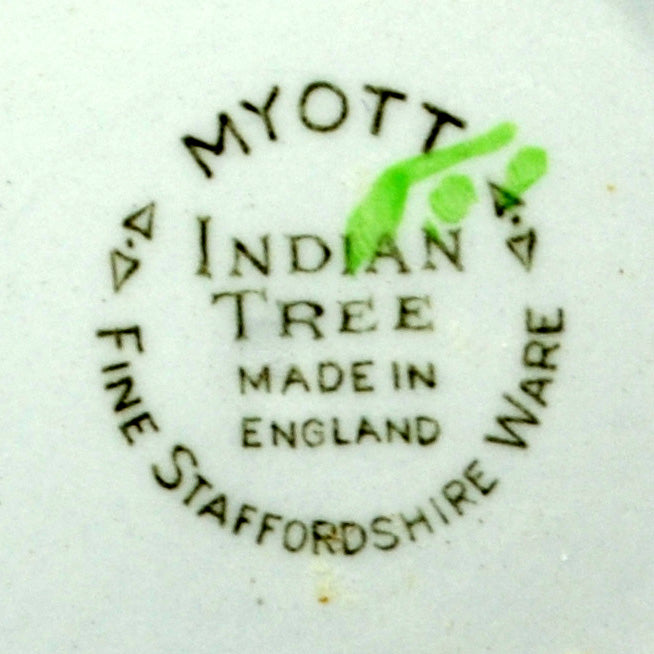 MYOTT
INDIAN
TREE
MADE IN
ENGLAND
FINE STAFFORDSHIRE WARE